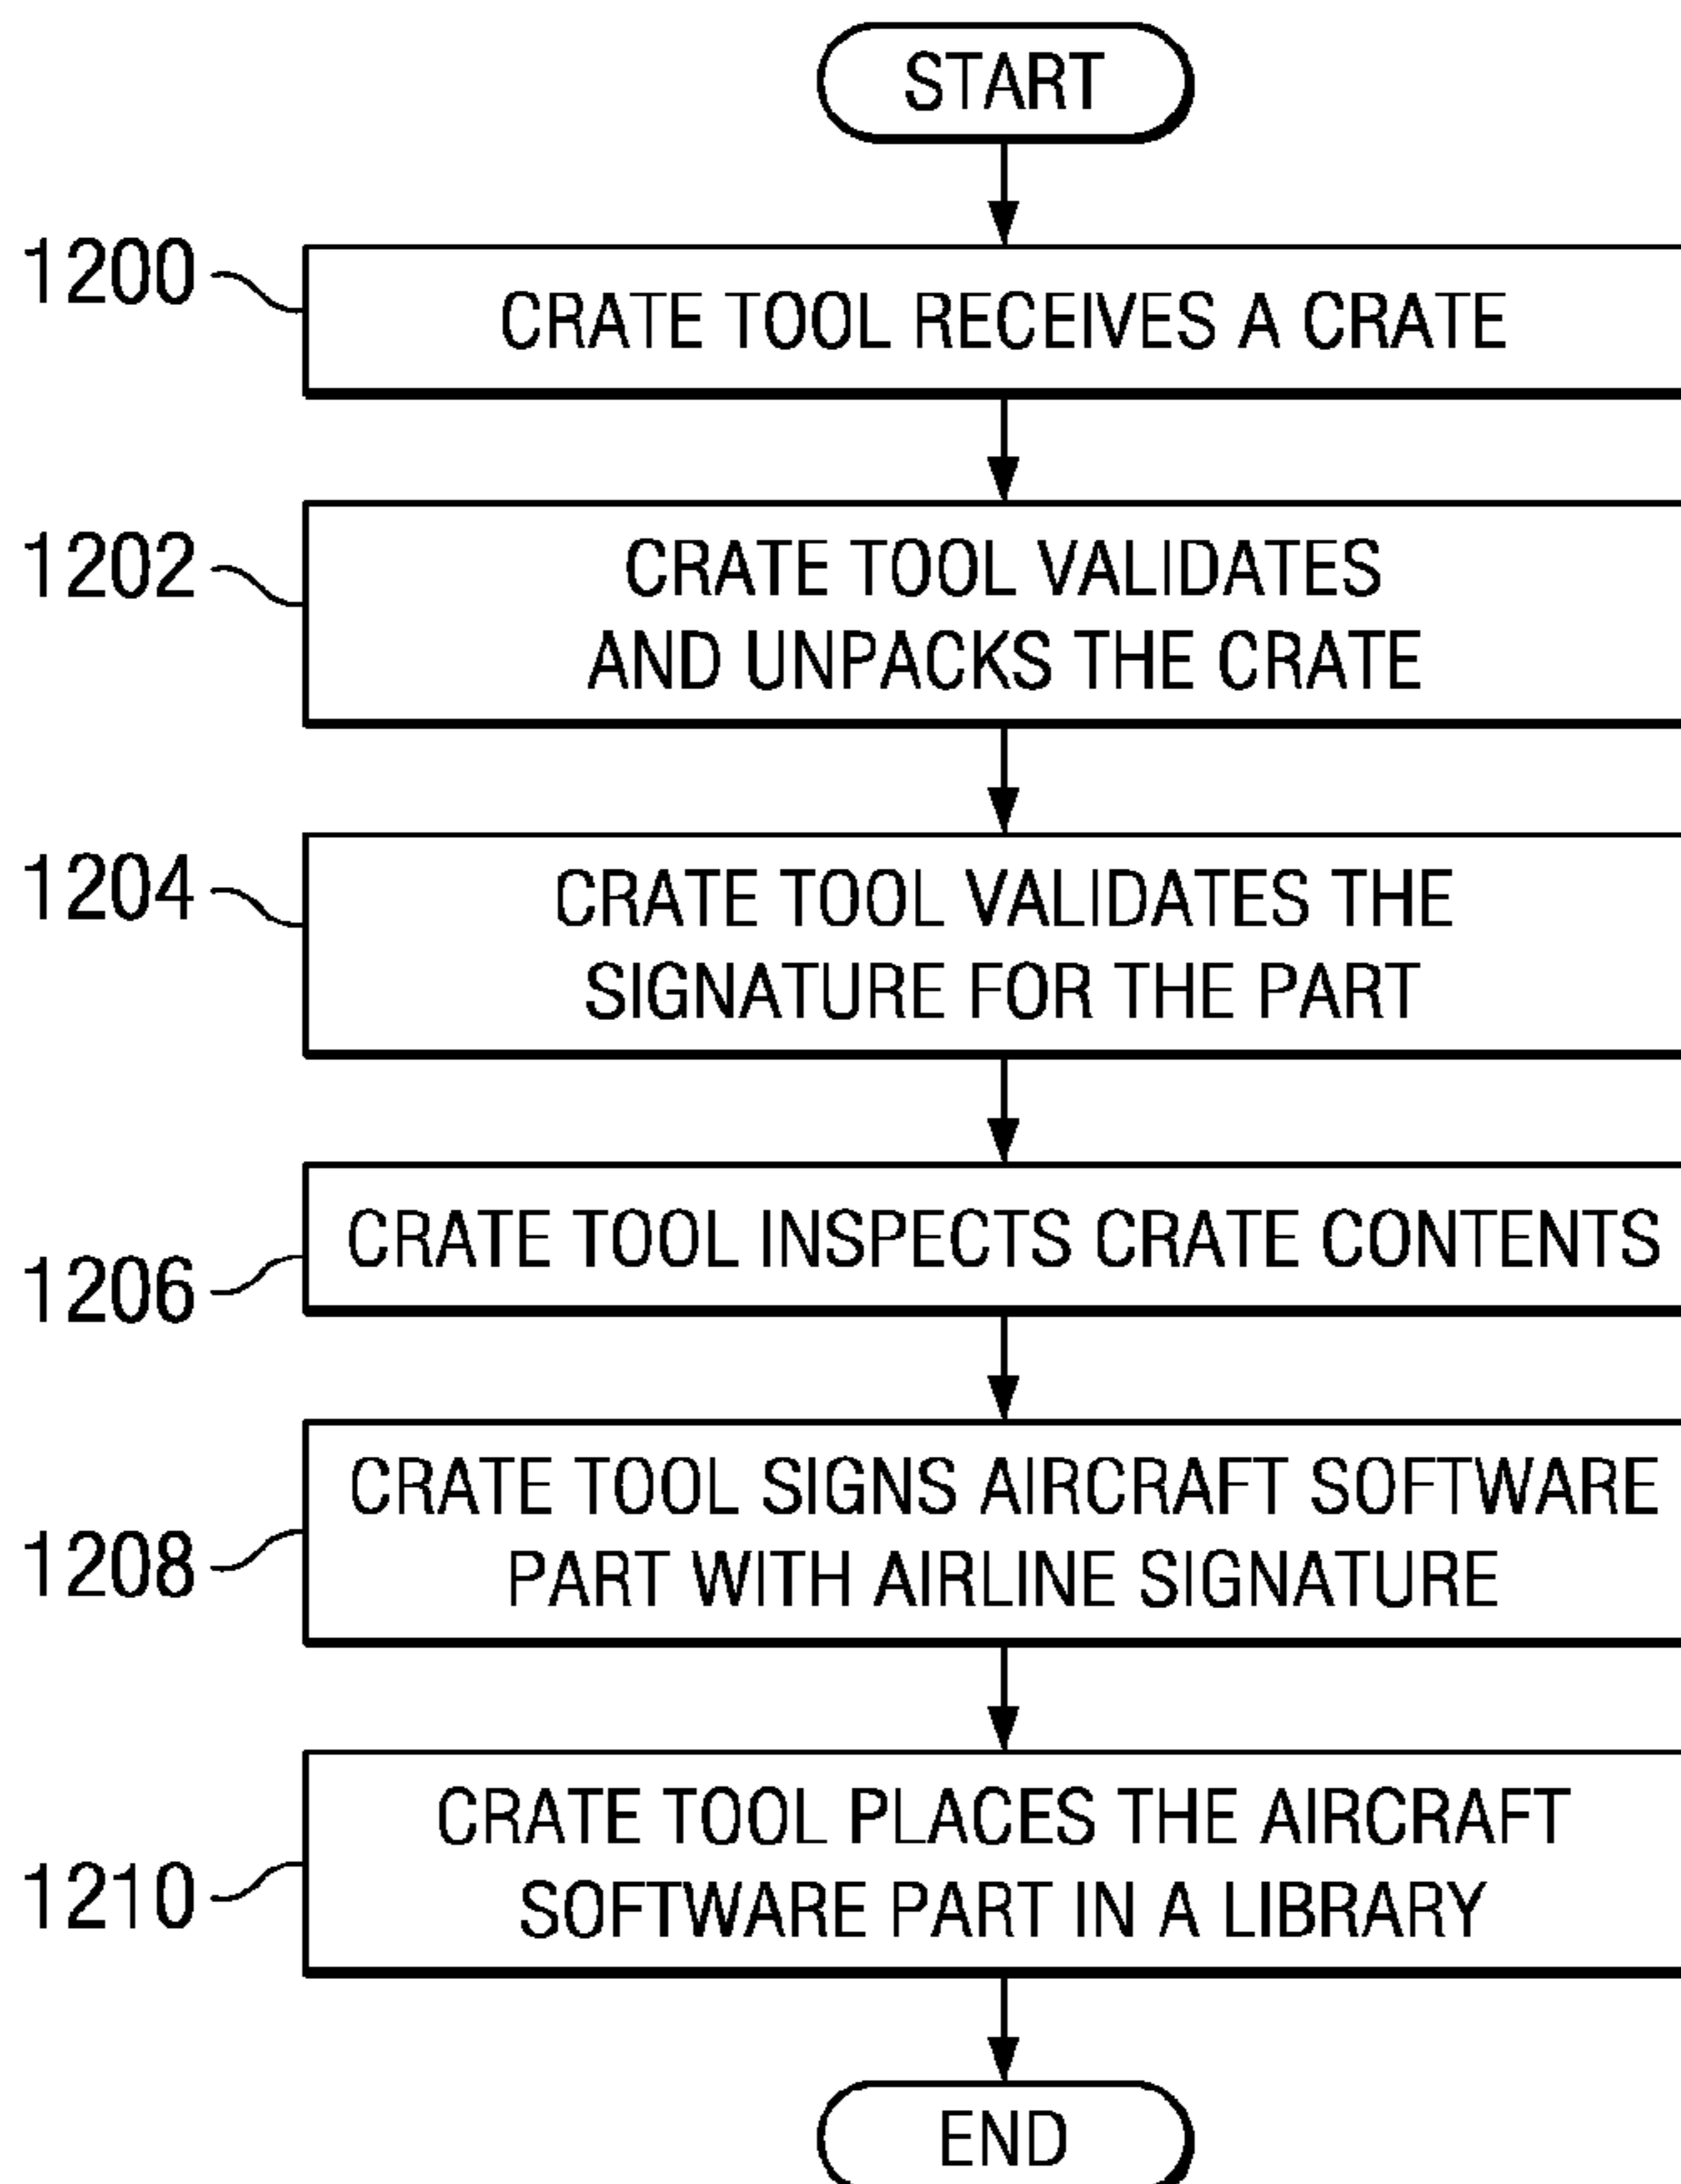 START
1200
CRATE TOOL RECEIVES A CRATE
1202
CRATE TOOL VALIDATES
AND UNPACKS THE CRATE
1204
CRATE TOOL VALIDATES THE
SIGNATURE FOR THE PART
1206
CRATE TOOL INSPECTS CRATE CONTENTS
1208
CRATE TOOL SIGNS AIRCRAFT SOFTWARE
PART WITH AIRLINE SIGNATURE
1210
CRATE TOOL PLACES THE AIRCRAFT
SOFTWARE PART IN A LIBRARY
END